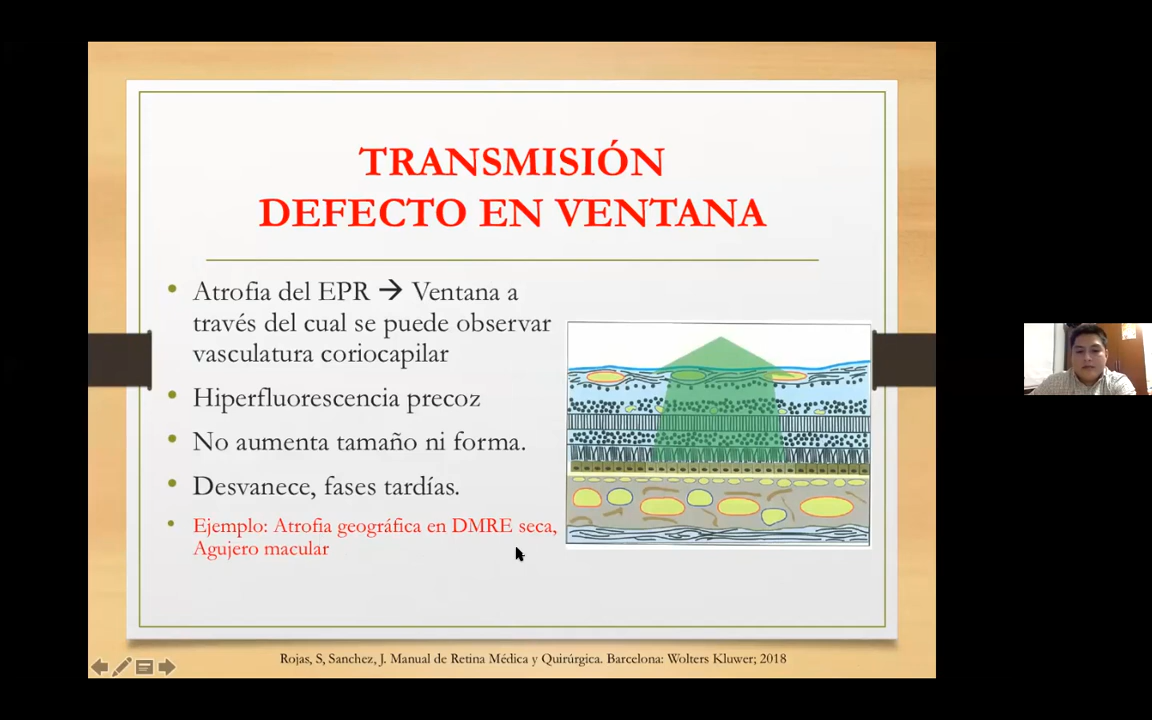 TRANSMISIÓN
DEFECTO EN VENTANA
• Atrofia del EPR → Ventana a
través del cual se puede observar
vasculatura coriocapilar
• Hiperfluorescencia precoz
• No aumenta tamaño ni forma.
• Desvanece, fases tardías.
• Ejemplo: Atrofia geográfica en DMRE seca,
Agujero macular
Rojas, S, Sanchez, J. Manual de Retina Médica y Quirúrgica. Barcelona: Wolters Kluwer; 2018